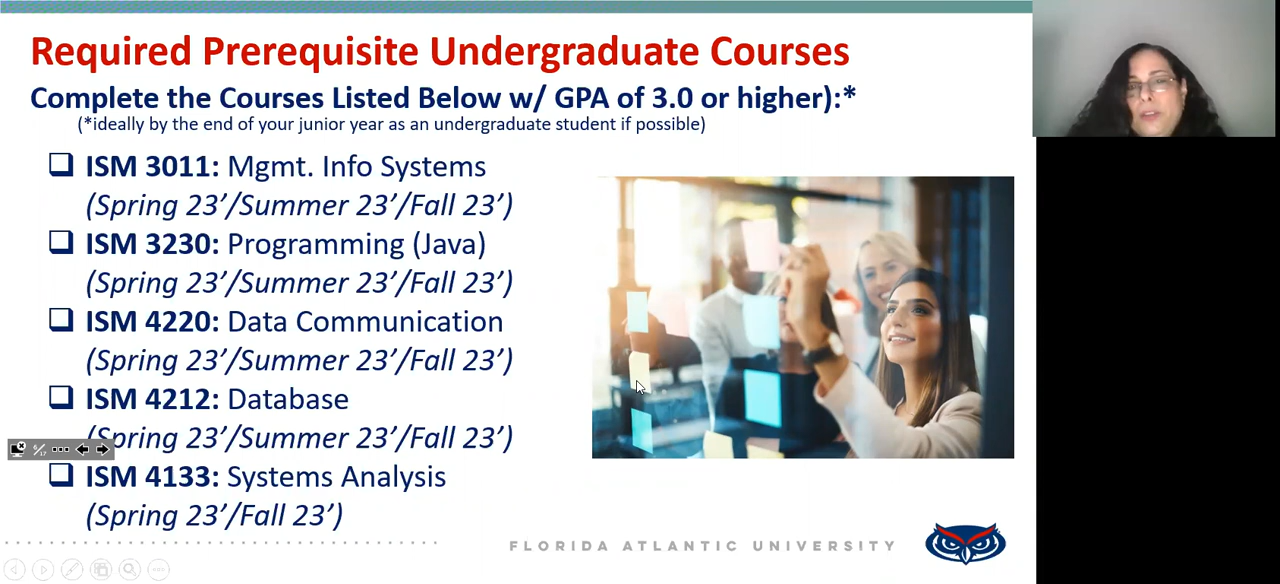 Required Prerequisite Undergraduate Courses
Complete the Courses Listed Below w/ GPA of 3.0 or higher):*
(*ideally by the end of your junior year as an undergraduate student if possible)
ISM 3011: Mgmt. Info Systems
(Spring 23’/Summer 23’/Fall 23’)
ISM 3230: Programming (Java)
(Spring 23’/Summer 23’/Fall 23’)
ISM 4220: Data Communication
(Spring 23’/Summer 23’/Fall 23’)
ISM 4212: Database
(Spring 23’/Summer 23’/Fall 23’)
ISM 4133: Systems Analysis
(Spring 23’/Fall 23’)
FLORIDA ATLANTIC UNIVERSITY